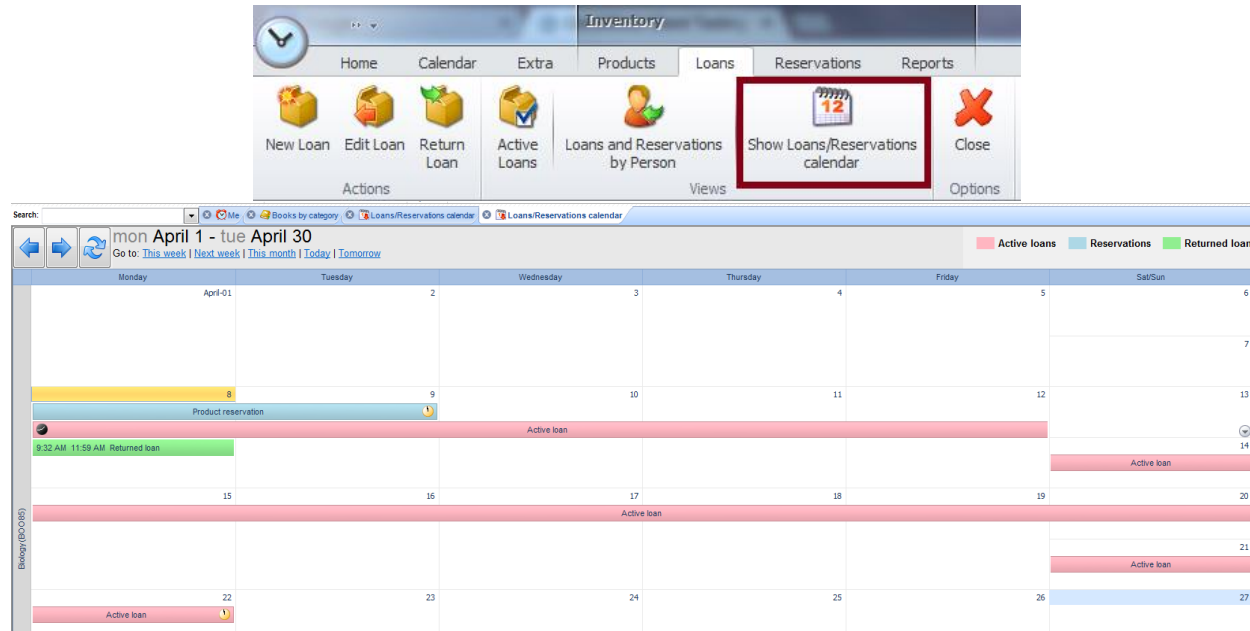 Inventory
Home Calendar Extra Products Loans Reservations Reports
12
New Loan Edit Loan Return Loan Active Loans Loans and Reservations by Person Show Loans/Reservations calendar Close
Actions Views Options
Search: Me Books by category Loans/Reservations calendar Loans/Reservations calendar
mon April 1 - tue April 30
Go to: This week | Next week | This month | Today | Tomorrow
Active loans Reservations Returned loan
Monday Tuesday Wednesday Thursday Friday Sat/Sun
April-01 2 3 4 5 6
7
8 9 10 11 12 13
Product reservation
Active loan
9:32 AM 11:59 AM Returned loan
14
Active loan
15 16 17 18 19 20
Active loan
Biology(BOO85)
21
Active loan
22 23 24 25 26 27
Active loan